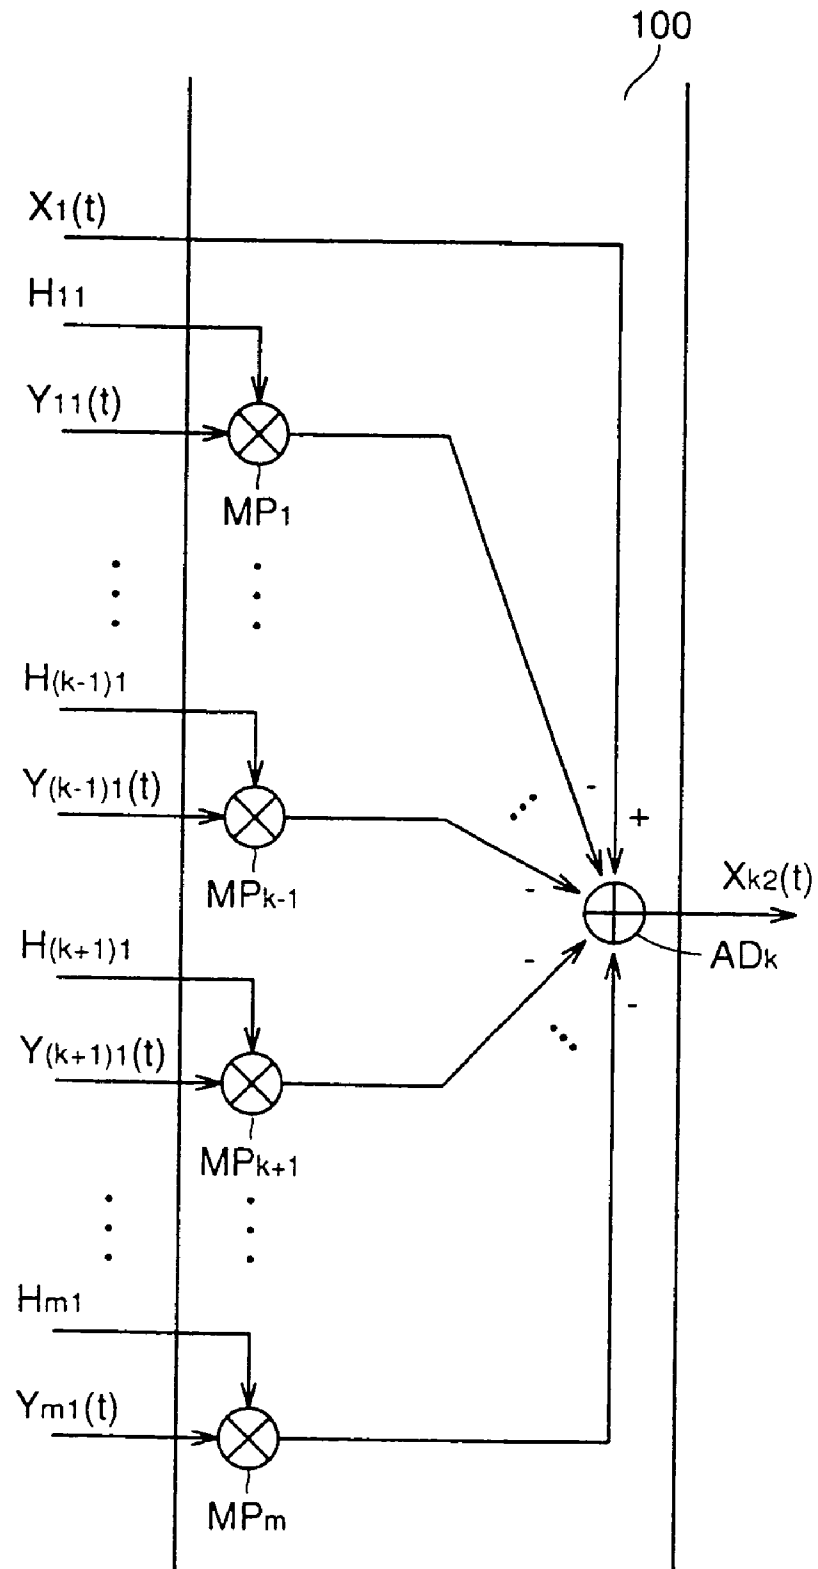 100
X1(t)
H11
Y11(t)
MP1
H(k-1)1
Y(k-1)1(t)
-
+
MPk-1
-
Xk2(t)
H(k+1)1
-
ADk
-
Y(k+1)1(t)
MPk+1
Hm1
Ym1(t)
MPm